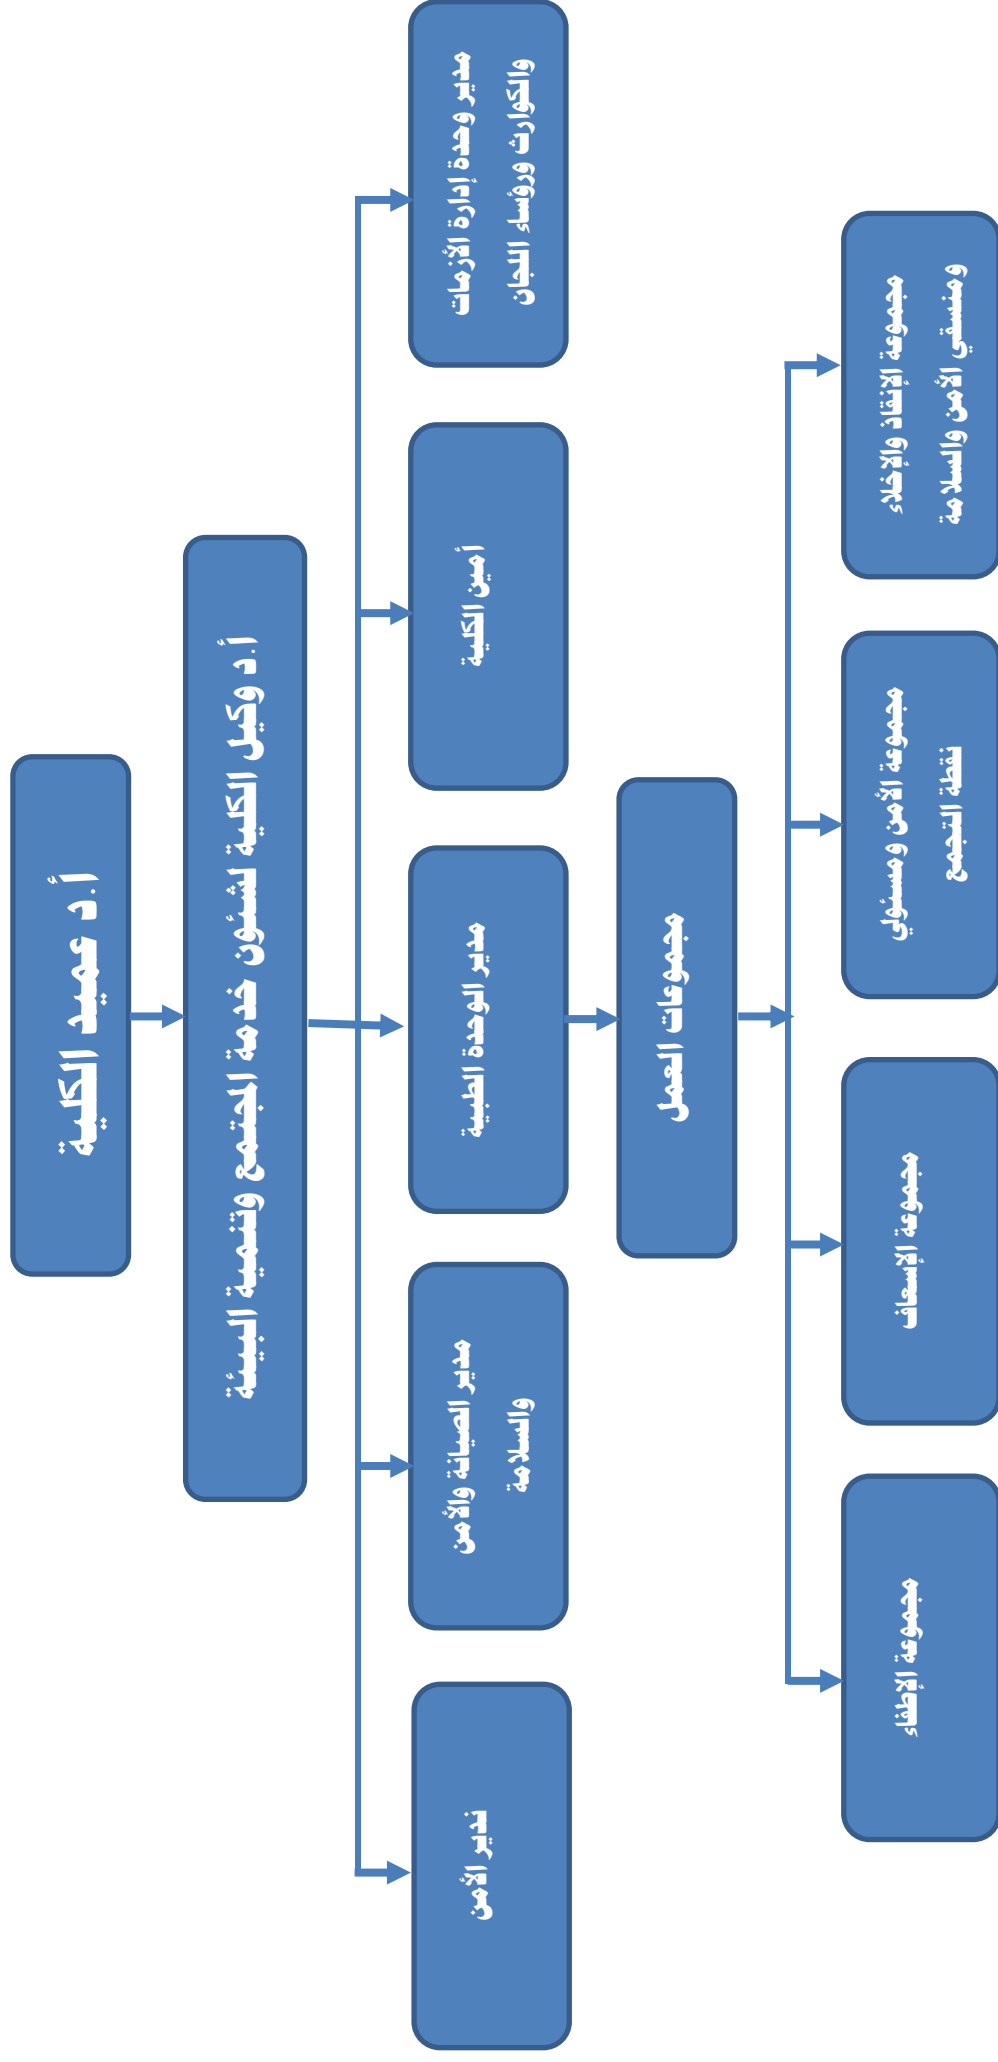 أ.د عميد الكلية
أ.د وكيل الكلية لشئون خدمة المجتمع وتنمية البيئة
مدير وحدة إدارة الأزمات
والكوارث ورؤساء اللجان
أمين الكلية
مدير الوحدة الطبية
مدير الصيانة والأمن
والسلامة
ندير الأمن
مجموعات العمل
مجموعة الإنقاذ والإخلاء
ومنسقي الأمن والسلامة
مجموعة الأمن ومسؤلي
نقطة التجمع
مجموعة الإسعاف
مجموعة الإطفاء